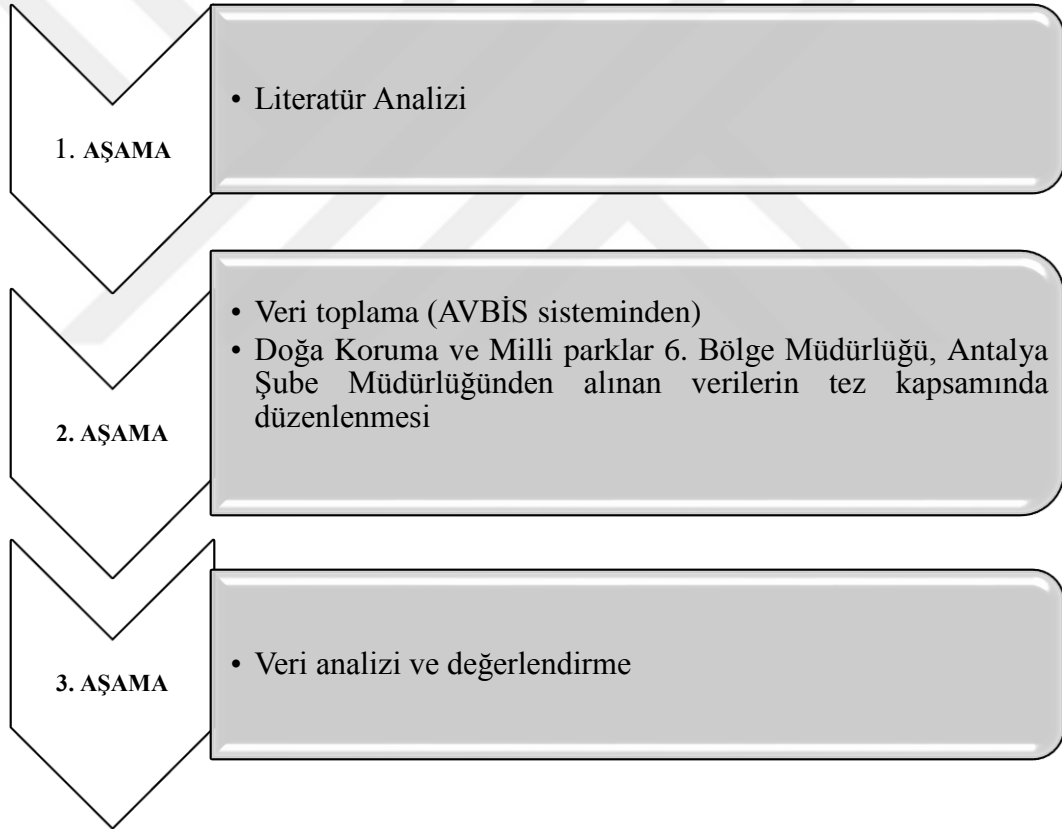 1. AŞAMA
• Literatür Analizi
2. AŞAMA
• Veri toplama (AVBİS sisteminden)
• Doğa Koruma ve Milli parklar 6. Bölge Müdürlüğü, Antalya
Şube Müdürlüğünden alınan verilerin tez kapsamında
düzenlenmesi
3. AŞAMA
• Veri analizi ve değerlendirme